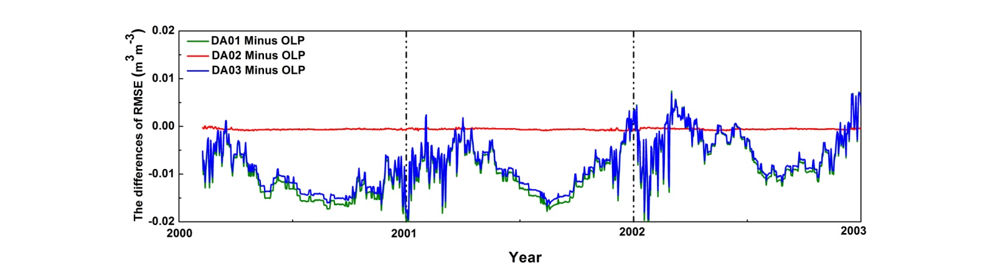 The differences of RMSE (m³ m⁻³)
0.02
0.01
0.00
-0.01
-0.02
DA01 Minus OLP
DA02 Minus OLP
DA03 Minus OLP
2000
2001
2002
2003
Year